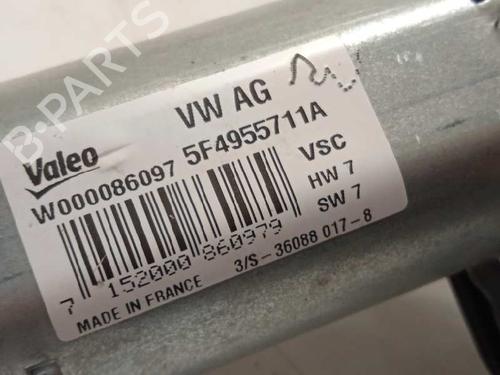 B-PARTS
Valeo
VW AG
W000086097 5F4955711A
VSC
HW 7
SW 7
7 152000 860979
3/S-36088 017-8
MADE IN FRANCE